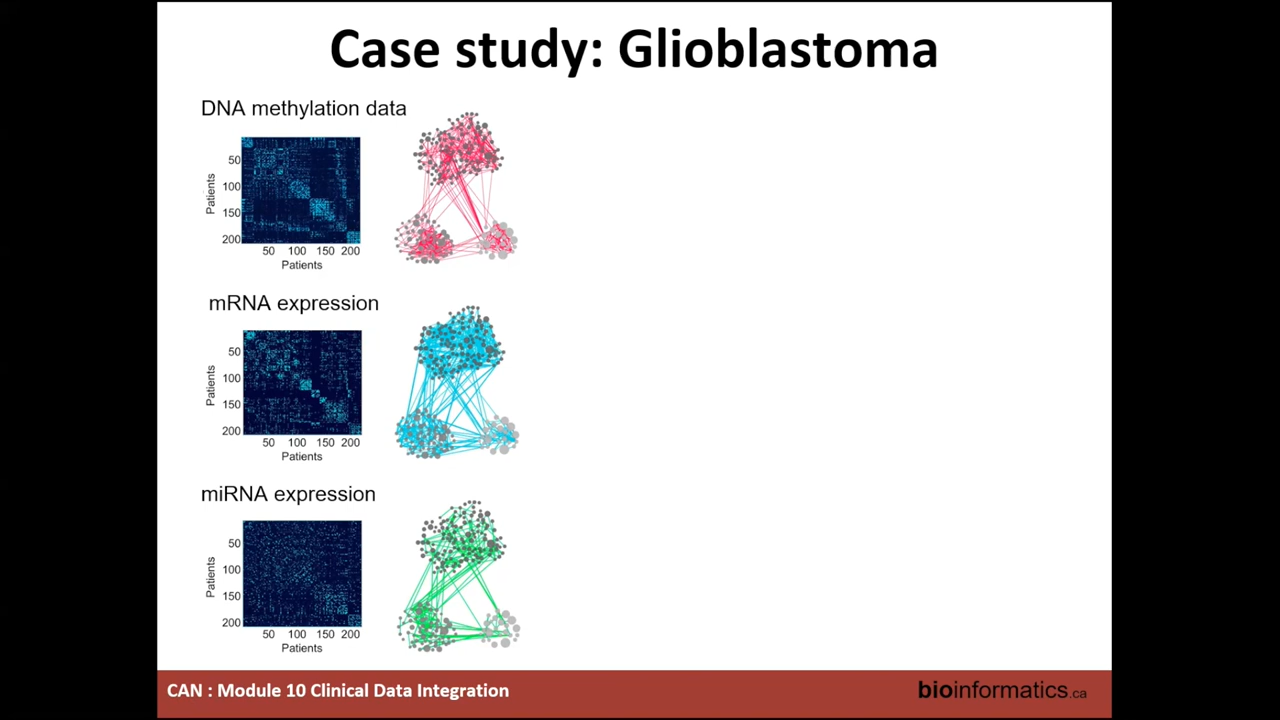 Case study: Glioblastoma
DNA methylation data
Patients
50
100
150
200
50 100 150 200
Patients
mRNA expression
Patients
50
100
150
200
50 100 150 200
Patients
miRNA expression
Patients
50
100
150
200
50 100 150 200
Patients
CAN : Module 10 Clinical Data Integration
bioinformatics.ca